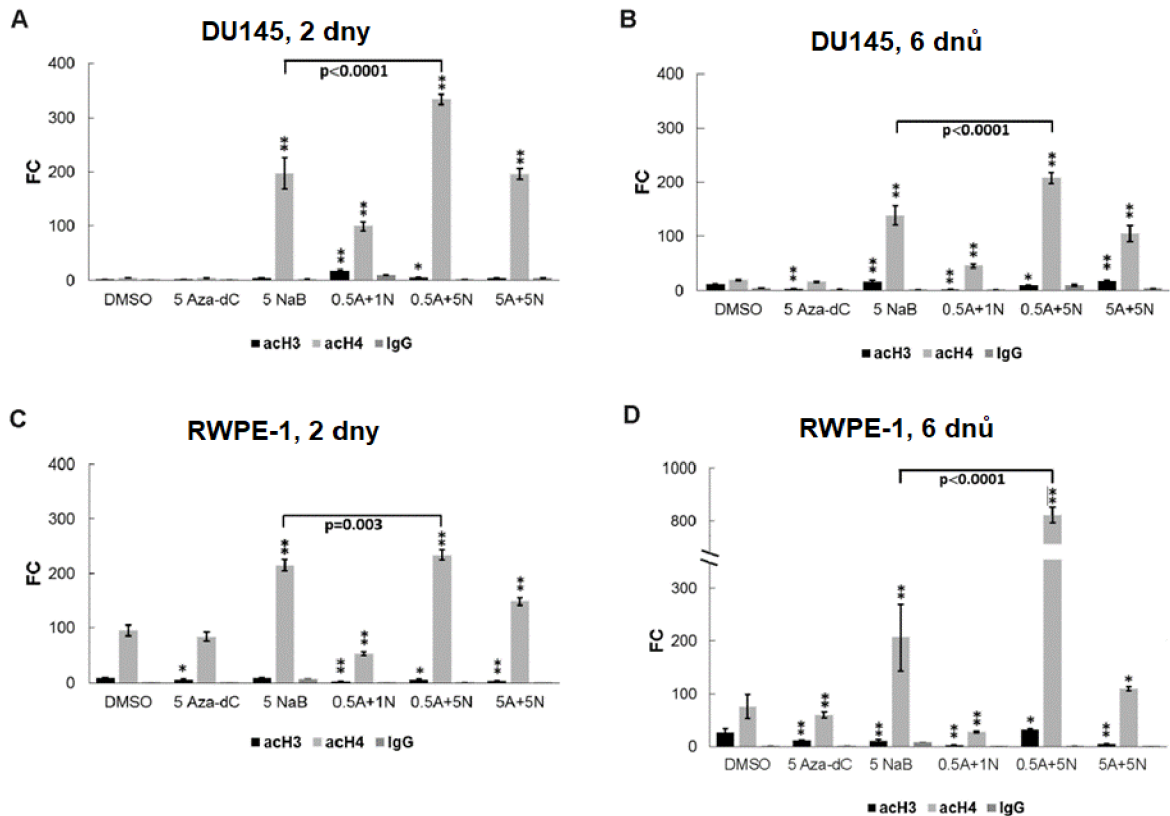 A
DU145, 2 dny
400
300
200
100
0
FC
p<0.0001
**
**
**
**
*
**
DMSO 5 Aza-dC 5 NaB 0.5A+1N 0.5A+5N 5A+5N
acH3 acH4 IgG
B
DU145, 6 dnů
400
300
200
100
0
FC
p<0.0001
**
**
**
**
**
*
**
**
**
DMSO 5 Aza-dC 5 NaB 0.5A+1N 0.5A+5N 5A+5N
acH3 acH4 IgG
C
RWPE-1, 2 dny
400
300
200
100
0
FC
p=0.003
*
**
**
**
*
**
**
**
DMSO 5 Aza-dC 5 NaB 0.5A+1N 0.5A+5N 5A+5N
acH3 acH4 IgG
D
RWPE-1, 6 dnů
1000
800
300
200
100
0
FC
p<0.0001
**
**
**
**
**
**
*
**
**
*
DMSO 5 Aza-dC 5 NaB 0.5A+1N 0.5A+5N 5A+5N
acH3 acH4 IgG